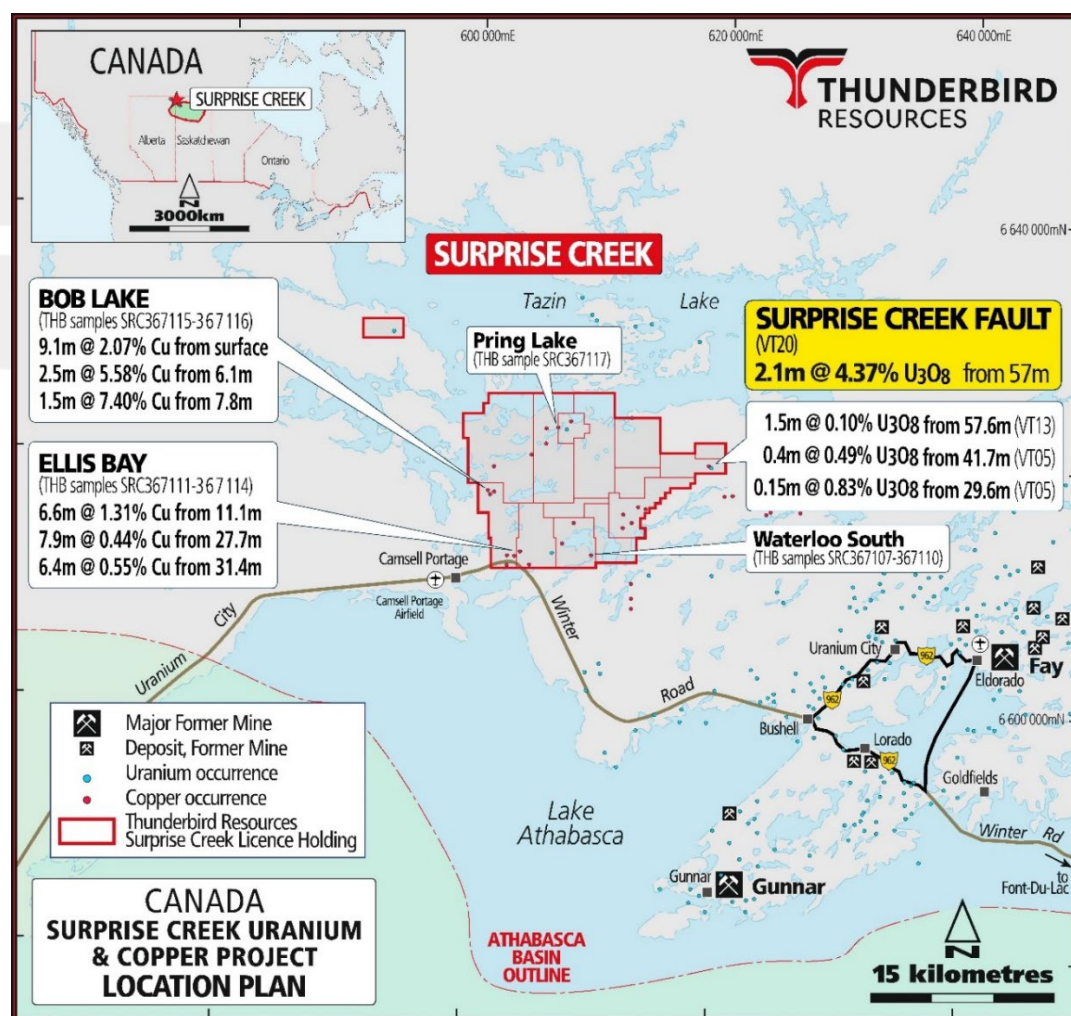 600 000mE
620 000mE
640 000mE
CANADA
SURPRISE CREEK
Alberta
Saskatchewan
Ontario
N
3000km
THUNDERBIRD
RESOURCES
6 640 000mN
SURPRISE CREEK
Tazin Lake
BOB LAKE
(THB samples SRC367115-367116)
9.1m @ 2.07% Cu from surface
2.5m @ 5.58% Cu from 6.1m
1.5m @ 7.40% Cu from 7.8m
Pring Lake
(THB sample SRC367117)
SURPRISE CREEK FAULT
(VT20)
2.1m @ 4.37% U3O8 from 57m
1.5m @ 0.10% U3O8 from 57.6m (VT13)
0.4m @ 0.49% U3O8 from 41.7m (VT05)
0.15m @ 0.83% U3O8 from 29.6m (VT05)
ELLIS BAY
(THB samples SRC367111-367114)
6.6m @ 1.31% Cu from 11.1m
7.9m @ 0.44% Cu from 27.7m
6.4m @ 0.55% Cu from 31.4m
Waterloo South
(THB samples SRC367107-367110)
Camsell Portage
Camsell Portage
Airfield
Uranium City Winter Road
Uranium City
962
962
962
Eldorado
Fay
Bushell
Lorado
Goldfields
6 600 000mN
Winter Rd
to
Font-Du-Lac
Major Former Mine
Deposit, Former Mine
Uranium occurrence
Copper occurrence
Thunderbird Resources
Surprise Creek Licence Holding
Lake
Athabasca
Gunnar
Gunnar
CANADA
SURPRISE CREEK URANIUM
& COPPER PROJECT
LOCATION PLAN
ATHABASCA
BASIN
OUTLINE
N
15 kilometres